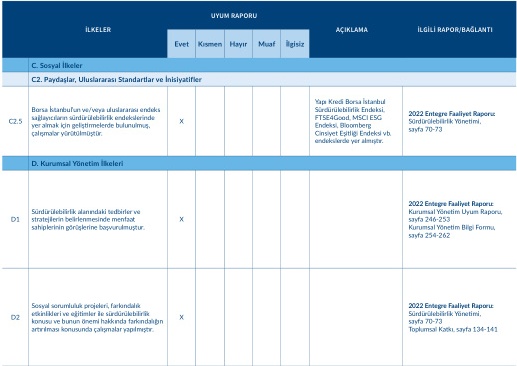 İLKELER
UYUM RAPORU
Evet Kısmen Hayır Muaf İlgisiz
AÇIKLAMA
İLGİLİ RAPOR/BAĞLANTI
C. Sosyal İlkeler
C2. Paydaşlar, Uluslararası Standartlar ve İnisiyatifler
C2.5
Borsa İstanbul'un ve/veya uluslararası endeks
sağlayıcıların sürdürülebilirlik endekslerinde
yer almak için geliştirmelerde bulunulmuş,
çalışmalar yürütülmüştür.
X
Yapı Kredi Borsa İstanbul
Sürdürülebilirlik Endeksi,
FTSE4Good, MSCI ESG
Endeksi, Bloomberg
Cinsiyet Eşitliği Endeksi vb.
endekslerde yer almıştır.
2022 Entegre Faaliyet Raporu:
Sürdürülebilirlik Yönetimi,
sayfa 70-73
D. Kurumsal Yönetim İlkeleri
D1
Sürdürülebilirlik alanındaki tedbirler ve
stratejilerin belirlenmesinde menfaat
sahiplerinin görüşlerine başvurulmuştur.
X
2022 Entegre Faaliyet Raporu:
Kurumsal Yönetim Uyum Raporu,
sayfa 246-253
Kurumsal Yönetim Bilgi Formu,
sayfa 254-262
D2
Sosyal sorumluluk projeleri, farkındalık
etkinlikleri ve eğitimler ile sürdürülebilirlik
konusu ve bunun önemi hakkında farkındalığın
artırılması konusunda çalışmalar yapılmıştır.
X
2022 Entegre Faaliyet Raporu:
Sürdürülebilirlik Yönetimi,
sayfa 70-73
Toplumsal Katkı, sayfa 134-141